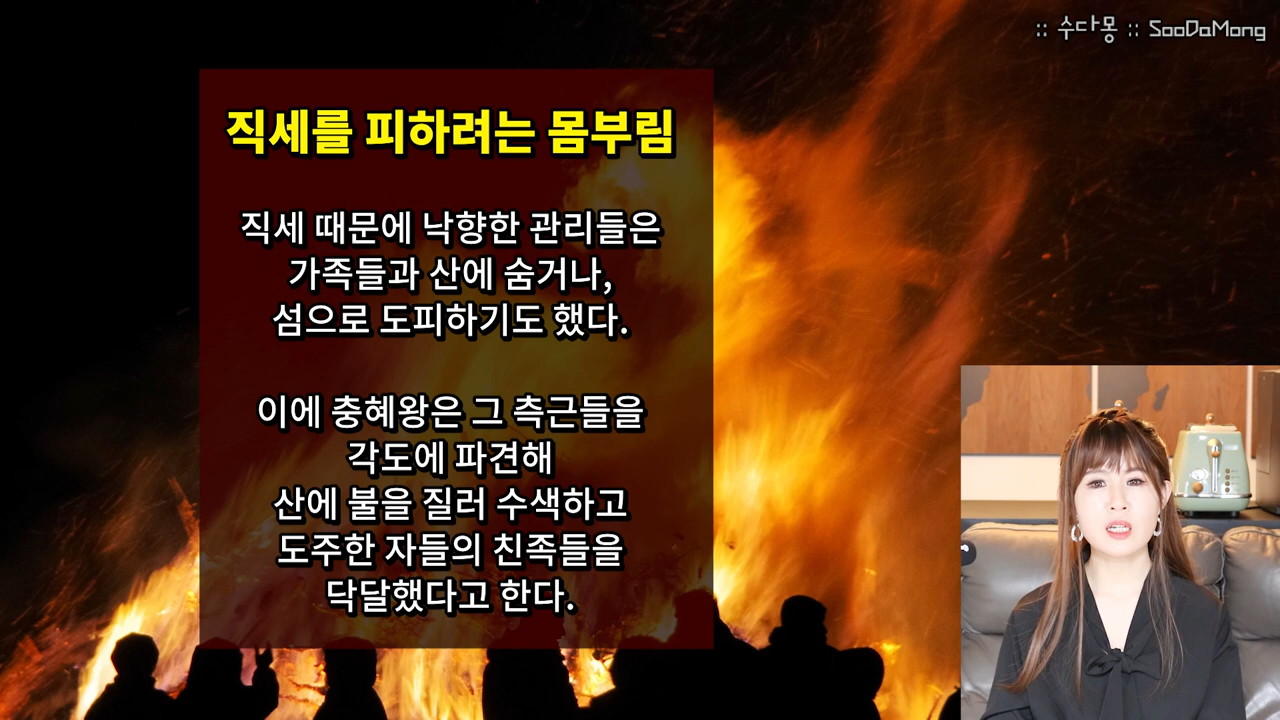 :: 수다몽 :: SooDaMong
직세를 피하려는 몸부림
직세 때문에 낙향한 관리들은
가족들과 산에 숨거나,
섬으로 도피하기도 했다.
이에 충혜왕은 그 측근들을
각도에 파견해
산에 불을 질러 수색하고
도주한 자들의 친족들을
닥달했다고 한다.